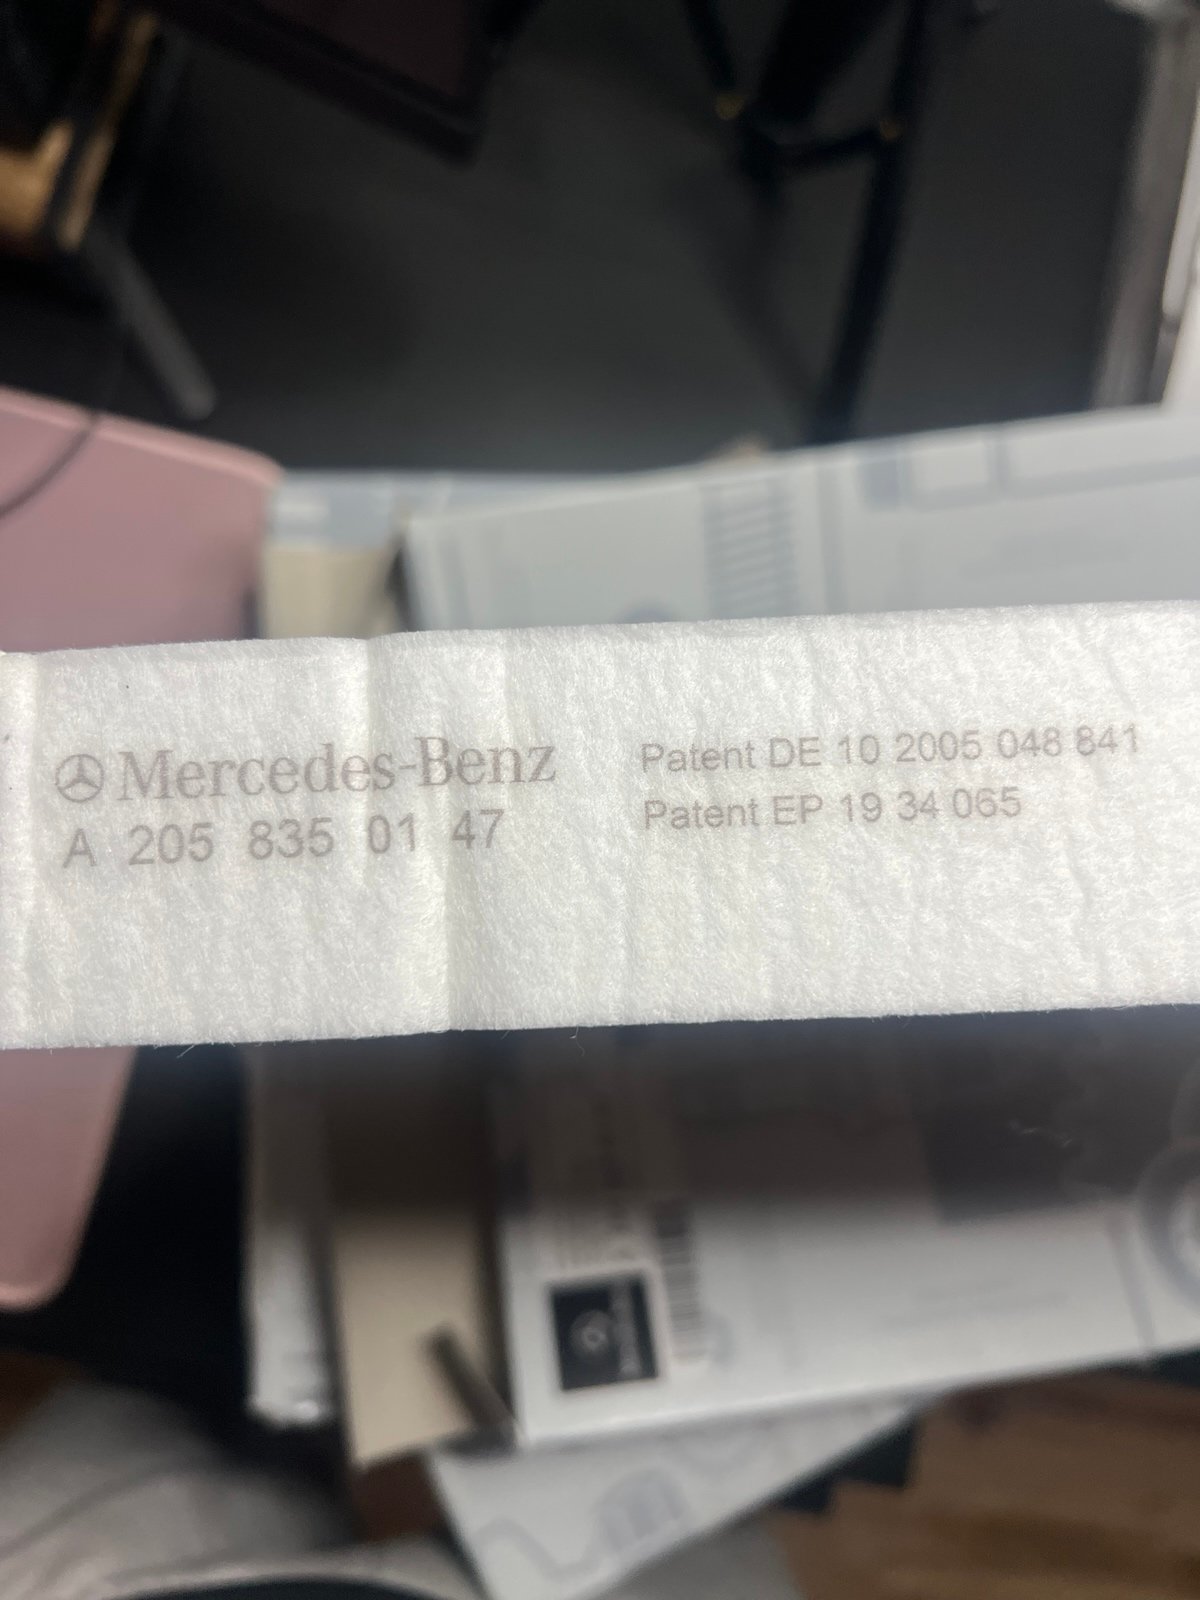 Mercedes-Benz
A 205 835 01 47
Patent DE 10 2005 048 841
Patent EP 19 34 065